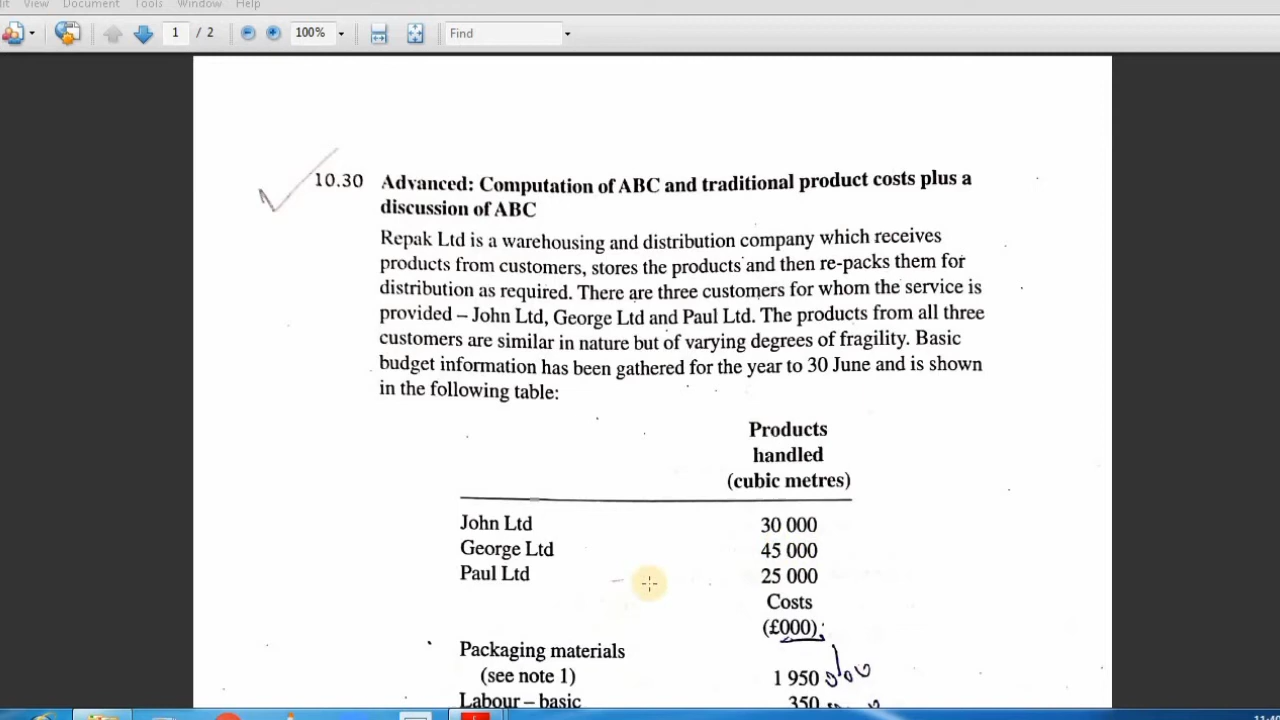 View Document Tools Window Help
1 / 2 100% Find
10.30 Advanced: Computation of ABC and traditional product costs plus a
discussion of ABC
Repak Ltd is a warehousing and distribution company which receives
products from customers, stores the products and then re-packs them for
distribution as required. There are three customers for whom the service is
provided – John Ltd, George Ltd and Paul Ltd. The products from all three
customers are similar in nature but of varying degrees of fragility. Basic
budget information has been gathered for the year to 30 June and is shown
in the following table:
Products
handled
(cubic metres)
John Ltd 30 000
George Ltd 45 000
Paul Ltd 25 000
Costs
(£000)
Packaging materials
(see note 1) 1 950 000
Labour – basic 350